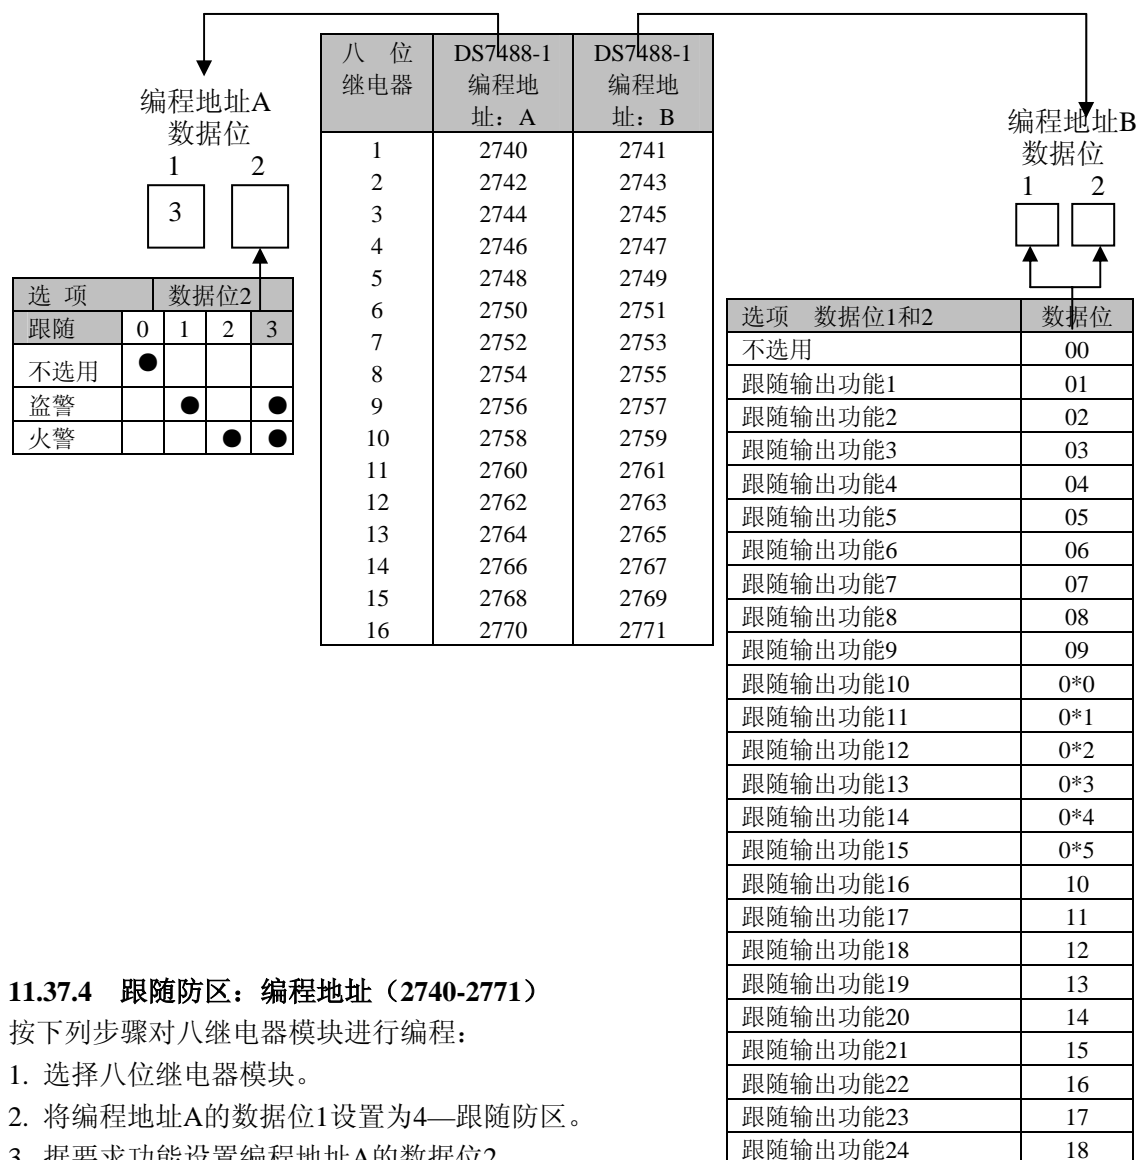 编程地址A
数据位
1 2
3
选 项 数据位2
跟随 0 1 2 3
不选用 ●
盗警 ● ●
火警 ● ●
八 位 DS7488-1 DS7488-1
继电器 编程地 编程地
址：A 址：B
1 2740 2741
2 2742 2743
3 2744 2745
4 2746 2747
5 2748 2749
6 2750 2751
7 2752 2753
8 2754 2755
9 2756 2757
10 2758 2759
11 2760 2761
12 2762 2763
13 2764 2765
14 2766 2767
15 2768 2769
16 2770 2771
编程地址B
数据位
1 2
选项 数据位1和2 数据位
不选用 00
跟随输出功能1 01
跟随输出功能2 02
跟随输出功能3 03
跟随输出功能4 04
跟随输出功能5 05
跟随输出功能6 06
跟随输出功能7 07
跟随输出功能8 08
跟随输出功能9 09
跟随输出功能10 0*0
跟随输出功能11 0*1
跟随输出功能12 0*2
跟随输出功能13 0*3
跟随输出功能14 0*4
跟随输出功能15 0*5
跟随输出功能16 10
跟随输出功能17 11
跟随输出功能18 12
跟随输出功能19 13
跟随输出功能20 14
跟随输出功能21 15
跟随输出功能22 16
跟随输出功能23 17
跟随输出功能24 18
11.37.4 跟随防区：编程地址（2740-2771）
按下列步骤对八继电器模块进行编程：
1. 选择八位继电器模块。
2. 将编程地址A的数据位1设置为4—跟随防区。
3. 据要求功能设置编程地址A的数据位2